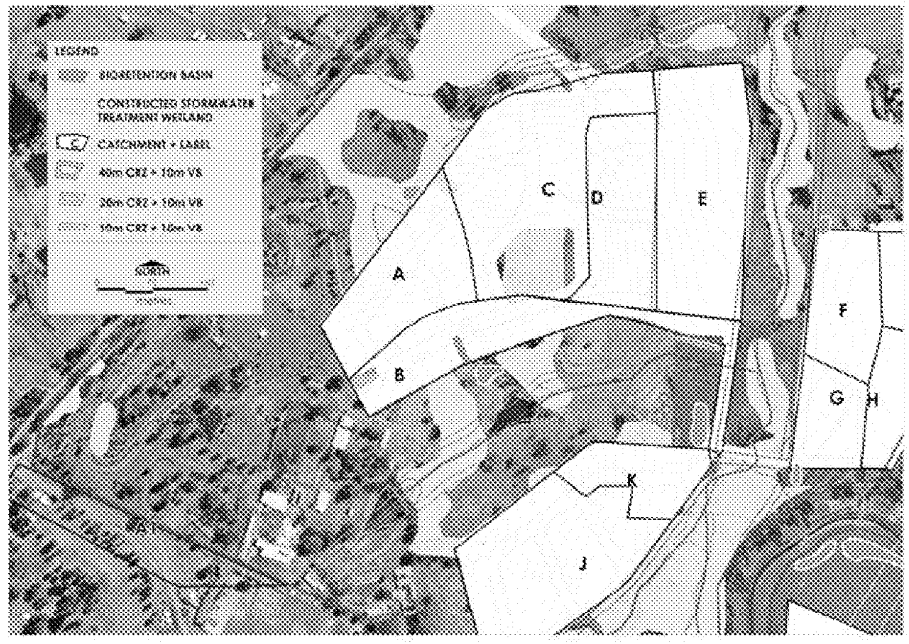 LEGEND
BIORETENTION BASIN
CONSTRUCTED STORMWATER
TREATMENT WETLAND
C
CATCHMENT + LABEL
40m CRZ + 10m VB
20m CRZ + 10m VB
10m CRZ + 10m VB
NORTH
C
D
E
A
F
B
G
H
K
J